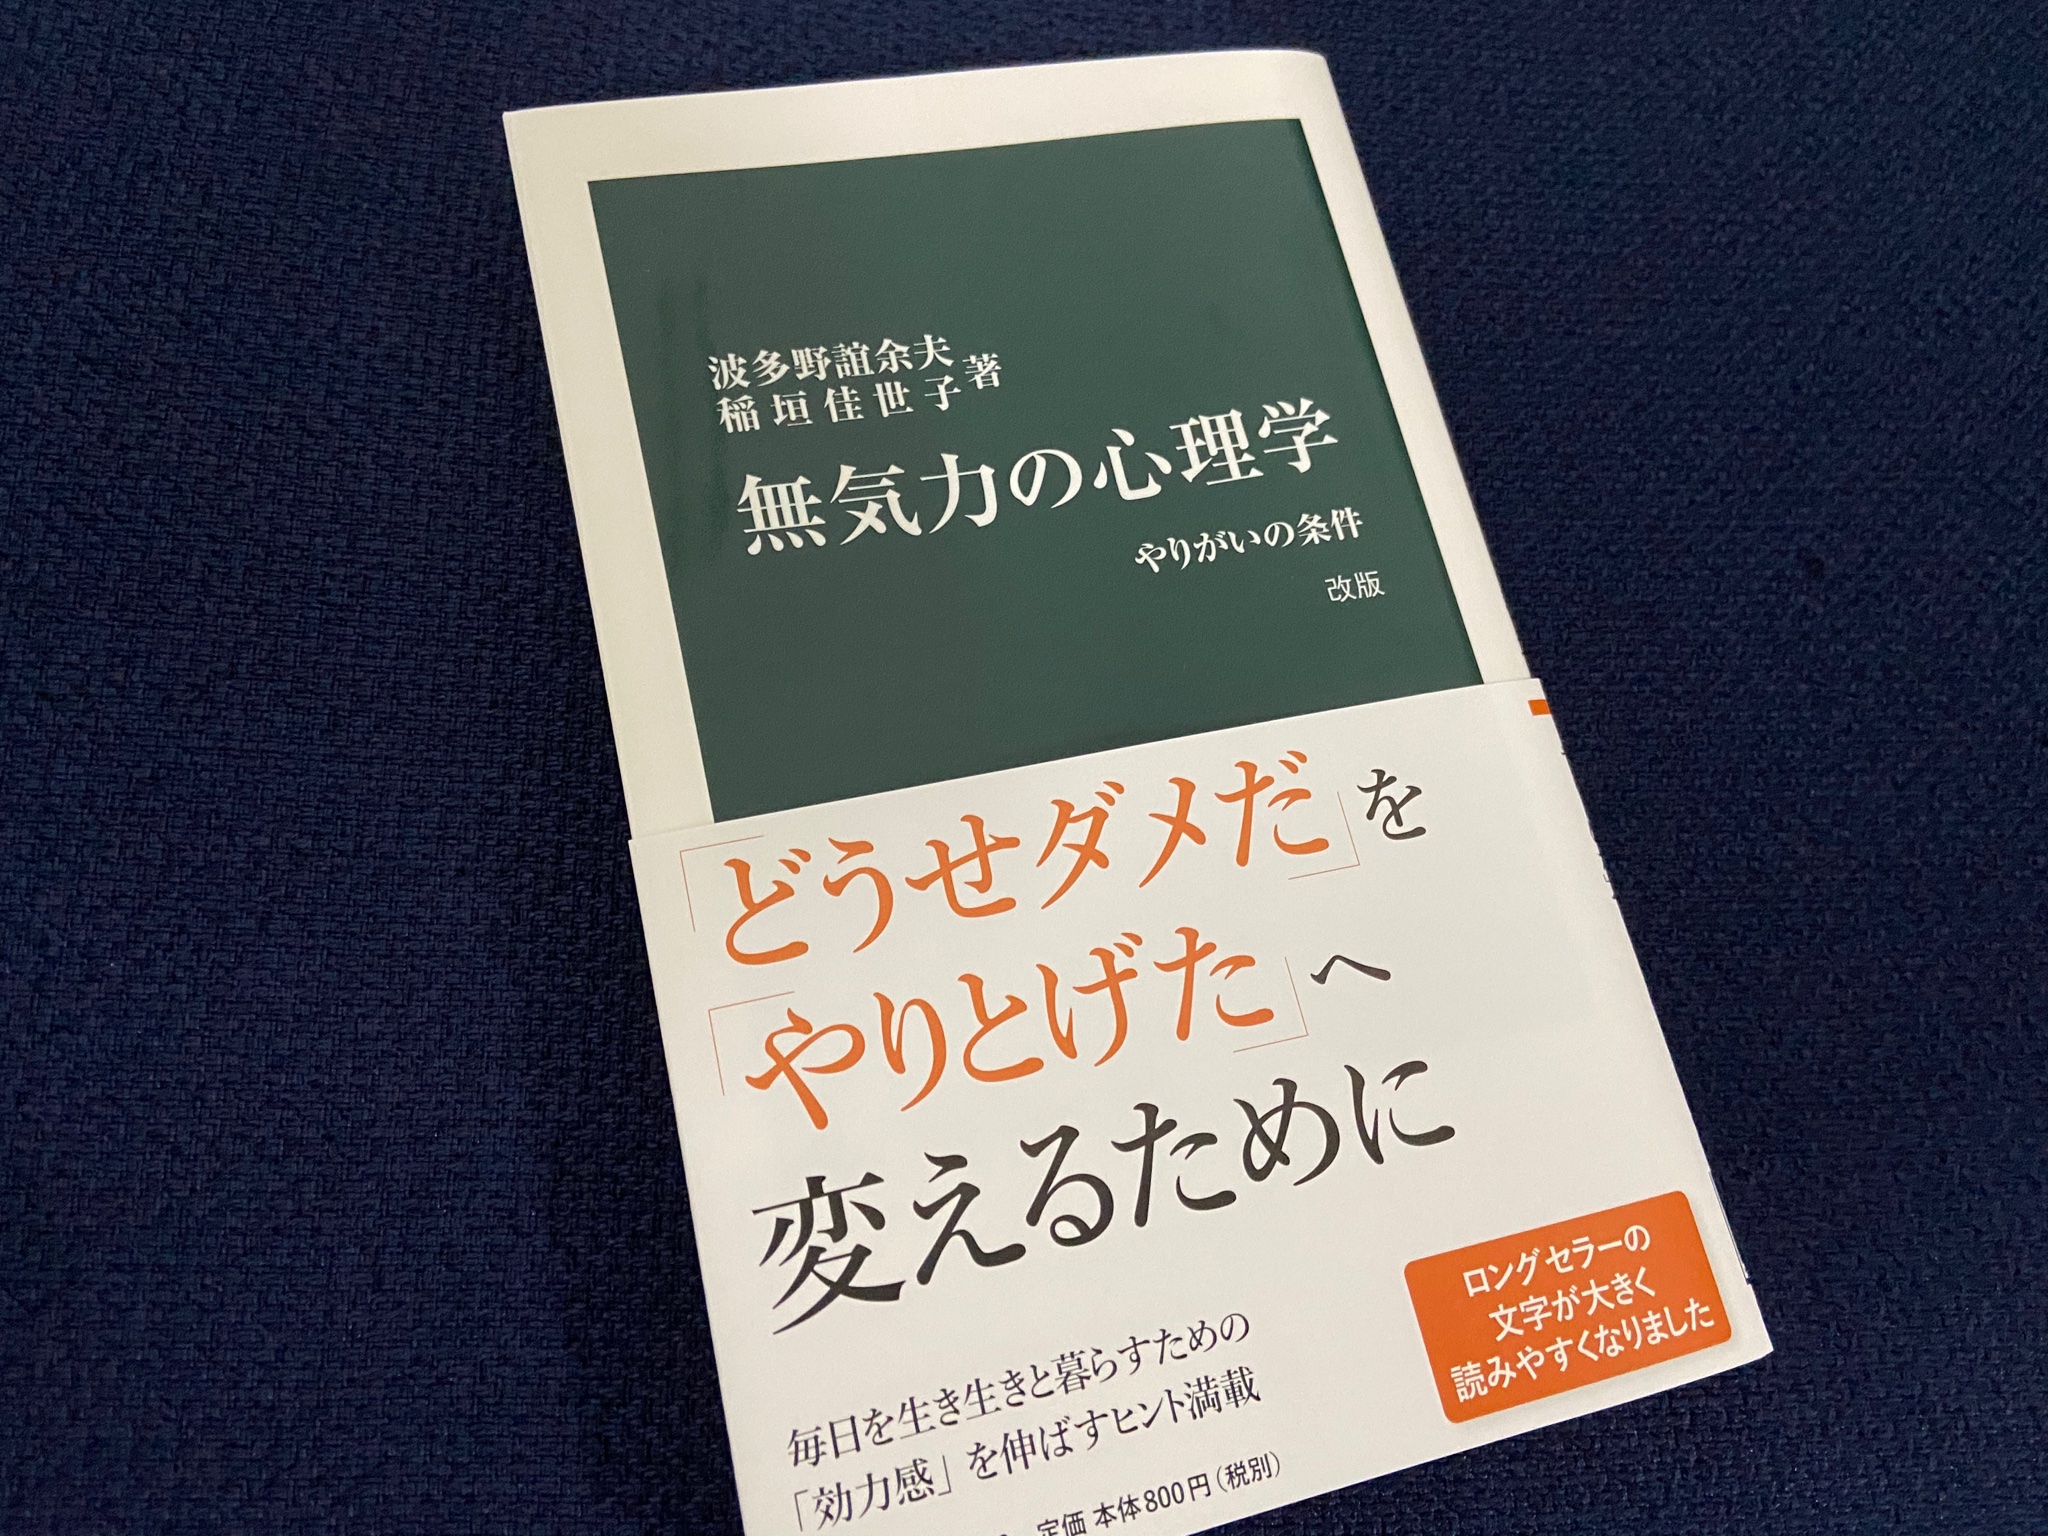 波多野誼余夫
稲垣佳世子 著
無気力の心理学
やりがいの条件
改版
「どうせダメだ」を
「やりとげた」へ
変えるために
毎日を生き生きと暮らすための
「効力感」を伸ばすヒント満載
定価 本体800円（税別）
ロングセラーの
文字が大きく
読みやすくなりました